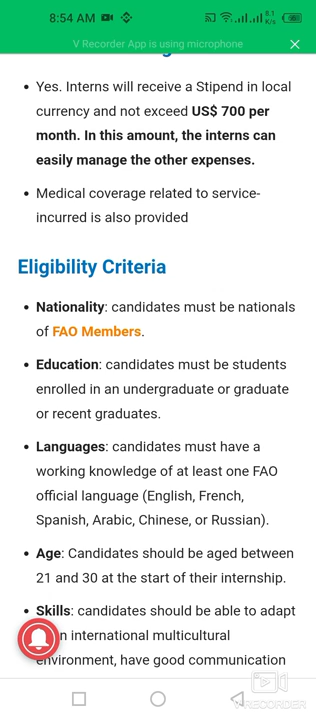 8:54 AM
8.1
K/s
V Recorder App is using microphone
Yes. Interns will receive a Stipend in local
currency and not exceed US$ 700 per
month. In this amount, the interns can
easily manage the other expenses.
Medical coverage related to service-
incurred is also provided
Eligibility Criteria
Nationality: candidates must be nationals
of FAO Members.
Education: candidates must be students
enrolled in an undergraduate or graduate
or recent graduates.
Languages: candidates must have a
working knowledge of at least one FAO
official language (English, French,
Spanish, Arabic, Chinese, or Russian).
Age: Candidates should be aged between
21 and 30 at the start of their internship.
Skills: candidates should be able to adapt
international multicultural
environment, have good communication
V RECORDER